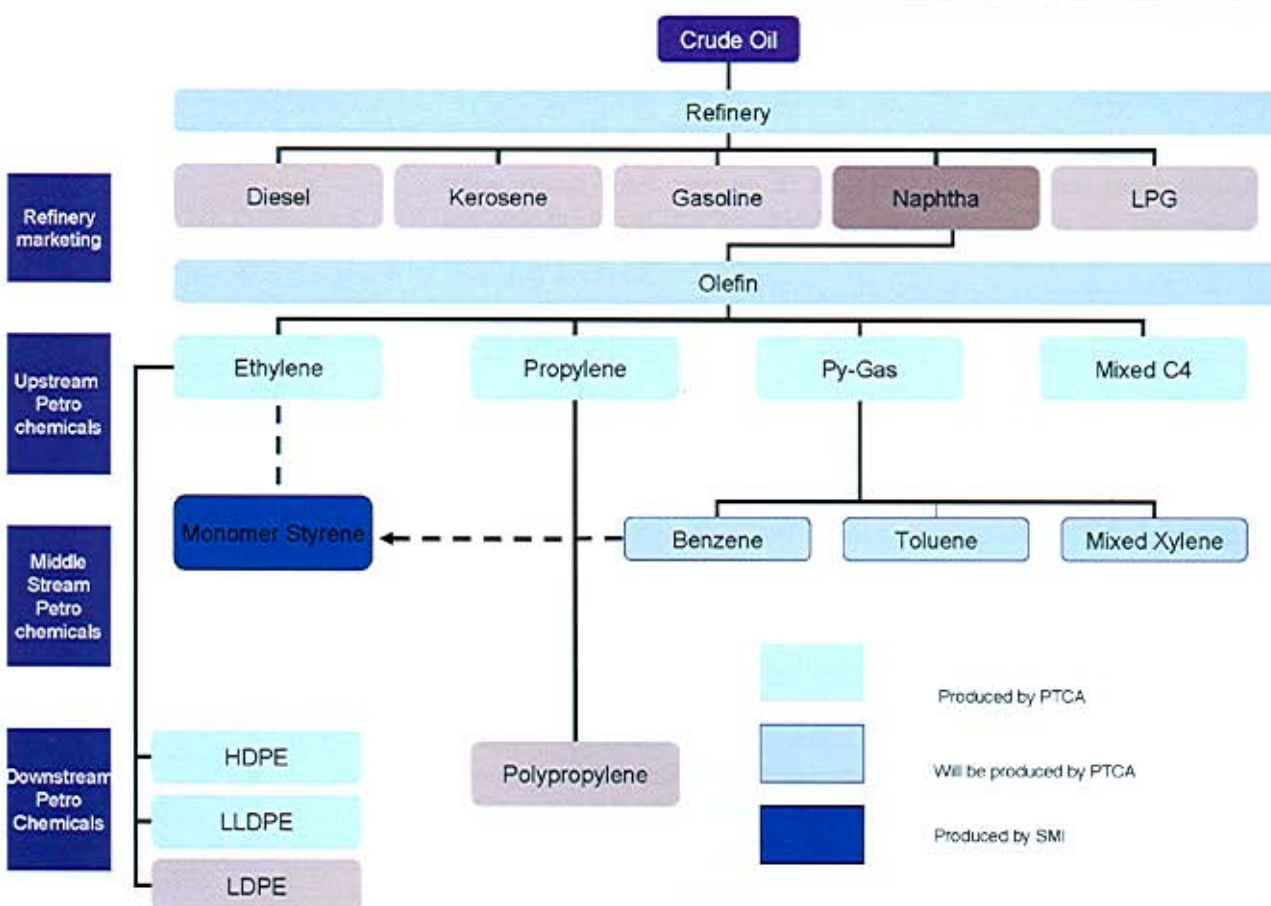 Crude Oil
Refinery
Refinery
marketing
Diesel
Kerosene
Gasoline
Naphtha
LPG
Olefin
Upstream
Petro
chemicals
Ethylene
Propylene
Py-Gas
Mixed C4
Middle
Stream
Petro
chemicals
Monomer Styrene
Benzene
Toluene
Mixed Xylene
Downstream
Petro
Chemicals
HDPE
LLDPE
LDPE
Polypropylene
Produced by PTCA
Will be produced by PTCA
Produced by SMI